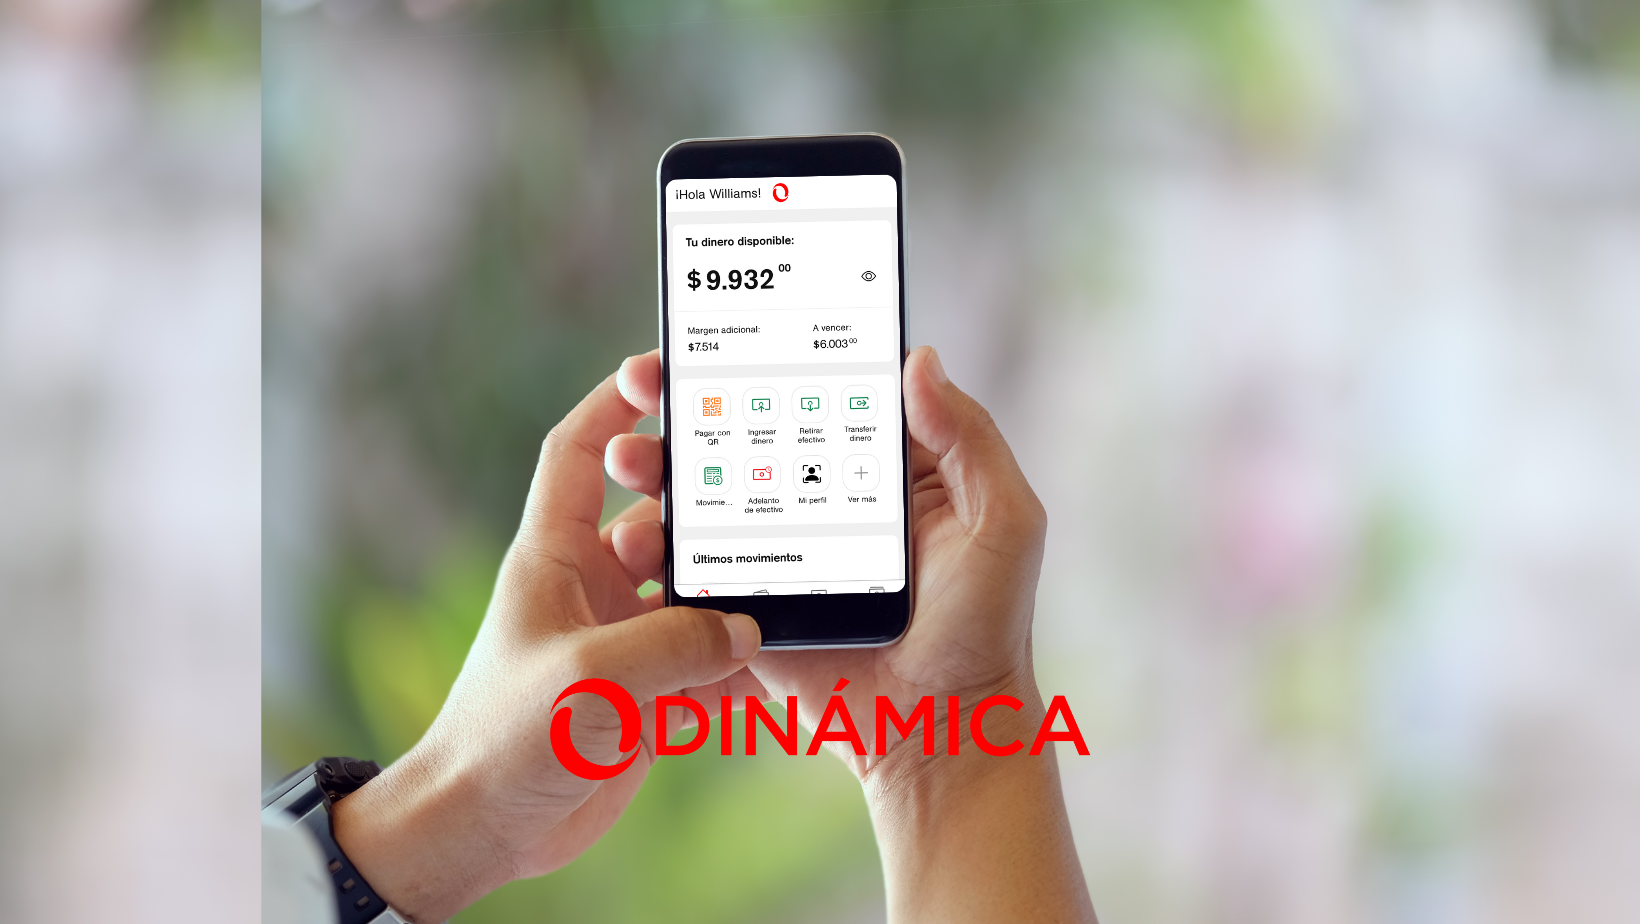 ¡Hola Williams!
Tu dinero disponible:
$ 9.932 00
Margen adicional:
A vencer:
$7.514
$6.003 00
Pagar con
QR
Ingresar
dinero
Retirar
efectivo
Transferir
dinero
Movimie...
Adelanto
de efectivo
Mi perfil
Ver más
Últimos movimientos
DINÁMICA